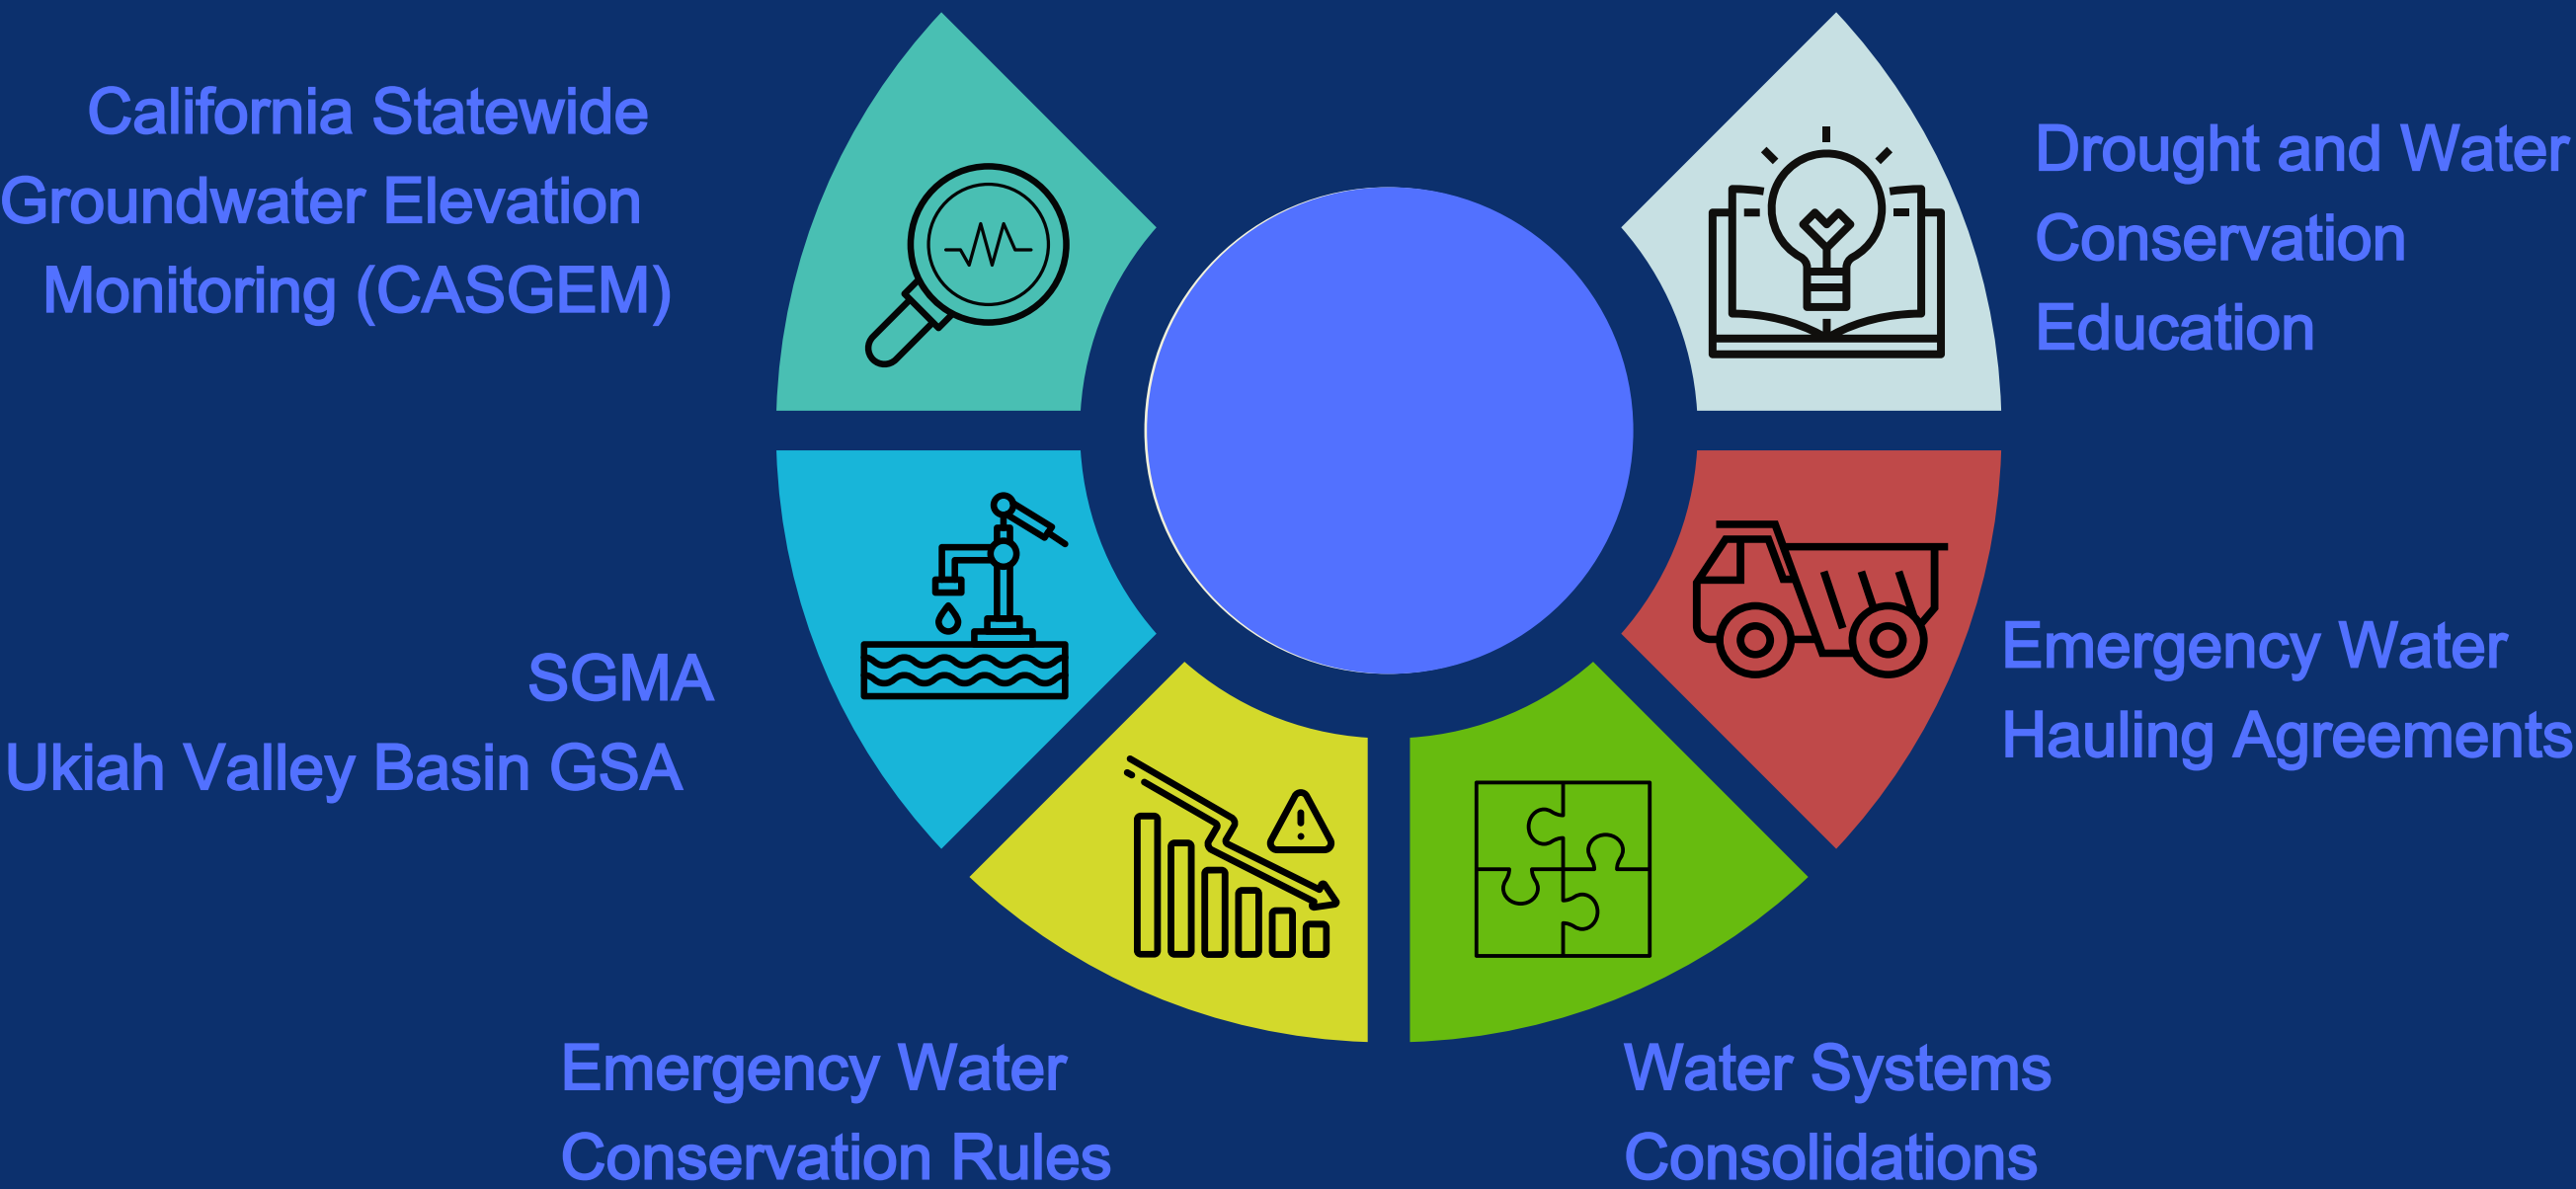 California Statewide
Groundwater Elevation
Monitoring (CASGEM)
Drought and Water
Conservation
Education
SGMA
Ukiah Valley Basin GSA
Emergency Water
Hauling Agreements
Emergency Water
Conservation Rules
Water Systems
Consolidations